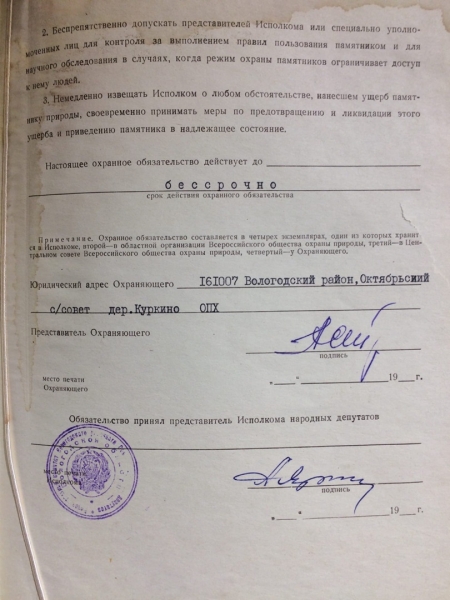 2. Беспрепятственно допускать представителей Исполкома или специально уполно-
моченных лиц для контроля за выполнением правил пользования памятником и для
научного обследования в случаях, когда режим охраны памятников ограничивает доступ
к нему людей.
3. Немедленно извещать Исполком о любом обстоятельстве, нанесшем ущерб памят-
нику природы, своевременно принимать меры по предотвращению и ликвидации этого
ущерба и приведению памятника в надлежащее состояние.
Настоящее охранное обязательство действует до
бессрочно
срок действия охранного обязательства
Примечание. Охранное обязательство составляется в четырех экземплярах, один из которых хранит-
ся в Исполкоме, второй—в областной организации Всероссийского общества охраны природы, третий—в Цен-
тральном совете Всероссийского общества охраны природы, четвертый—у Охраняющего.
Юридический адрес Охраняющего 161007 Вологодский район,Октябрьский
с/совет дер.Куркино ОПХ
Представитель Охраняющего
подпись
место печати
Охраняющего
„__" 19__г.
Обязательство принял представитель Исполкома народных депутатов
место печати
подпись
„__" 19__г.